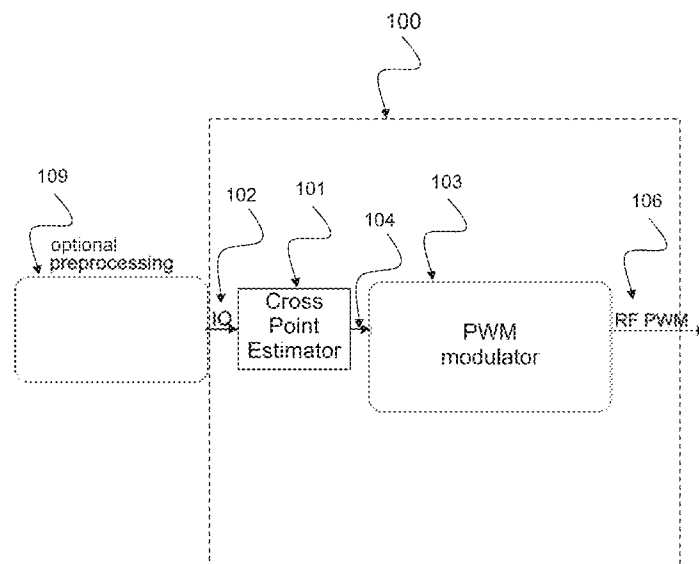 100
109
optional
preprocessing
102
101
104
103
106
IQ
Cross
Point
Estimator
PWM
modulator
RF PWM